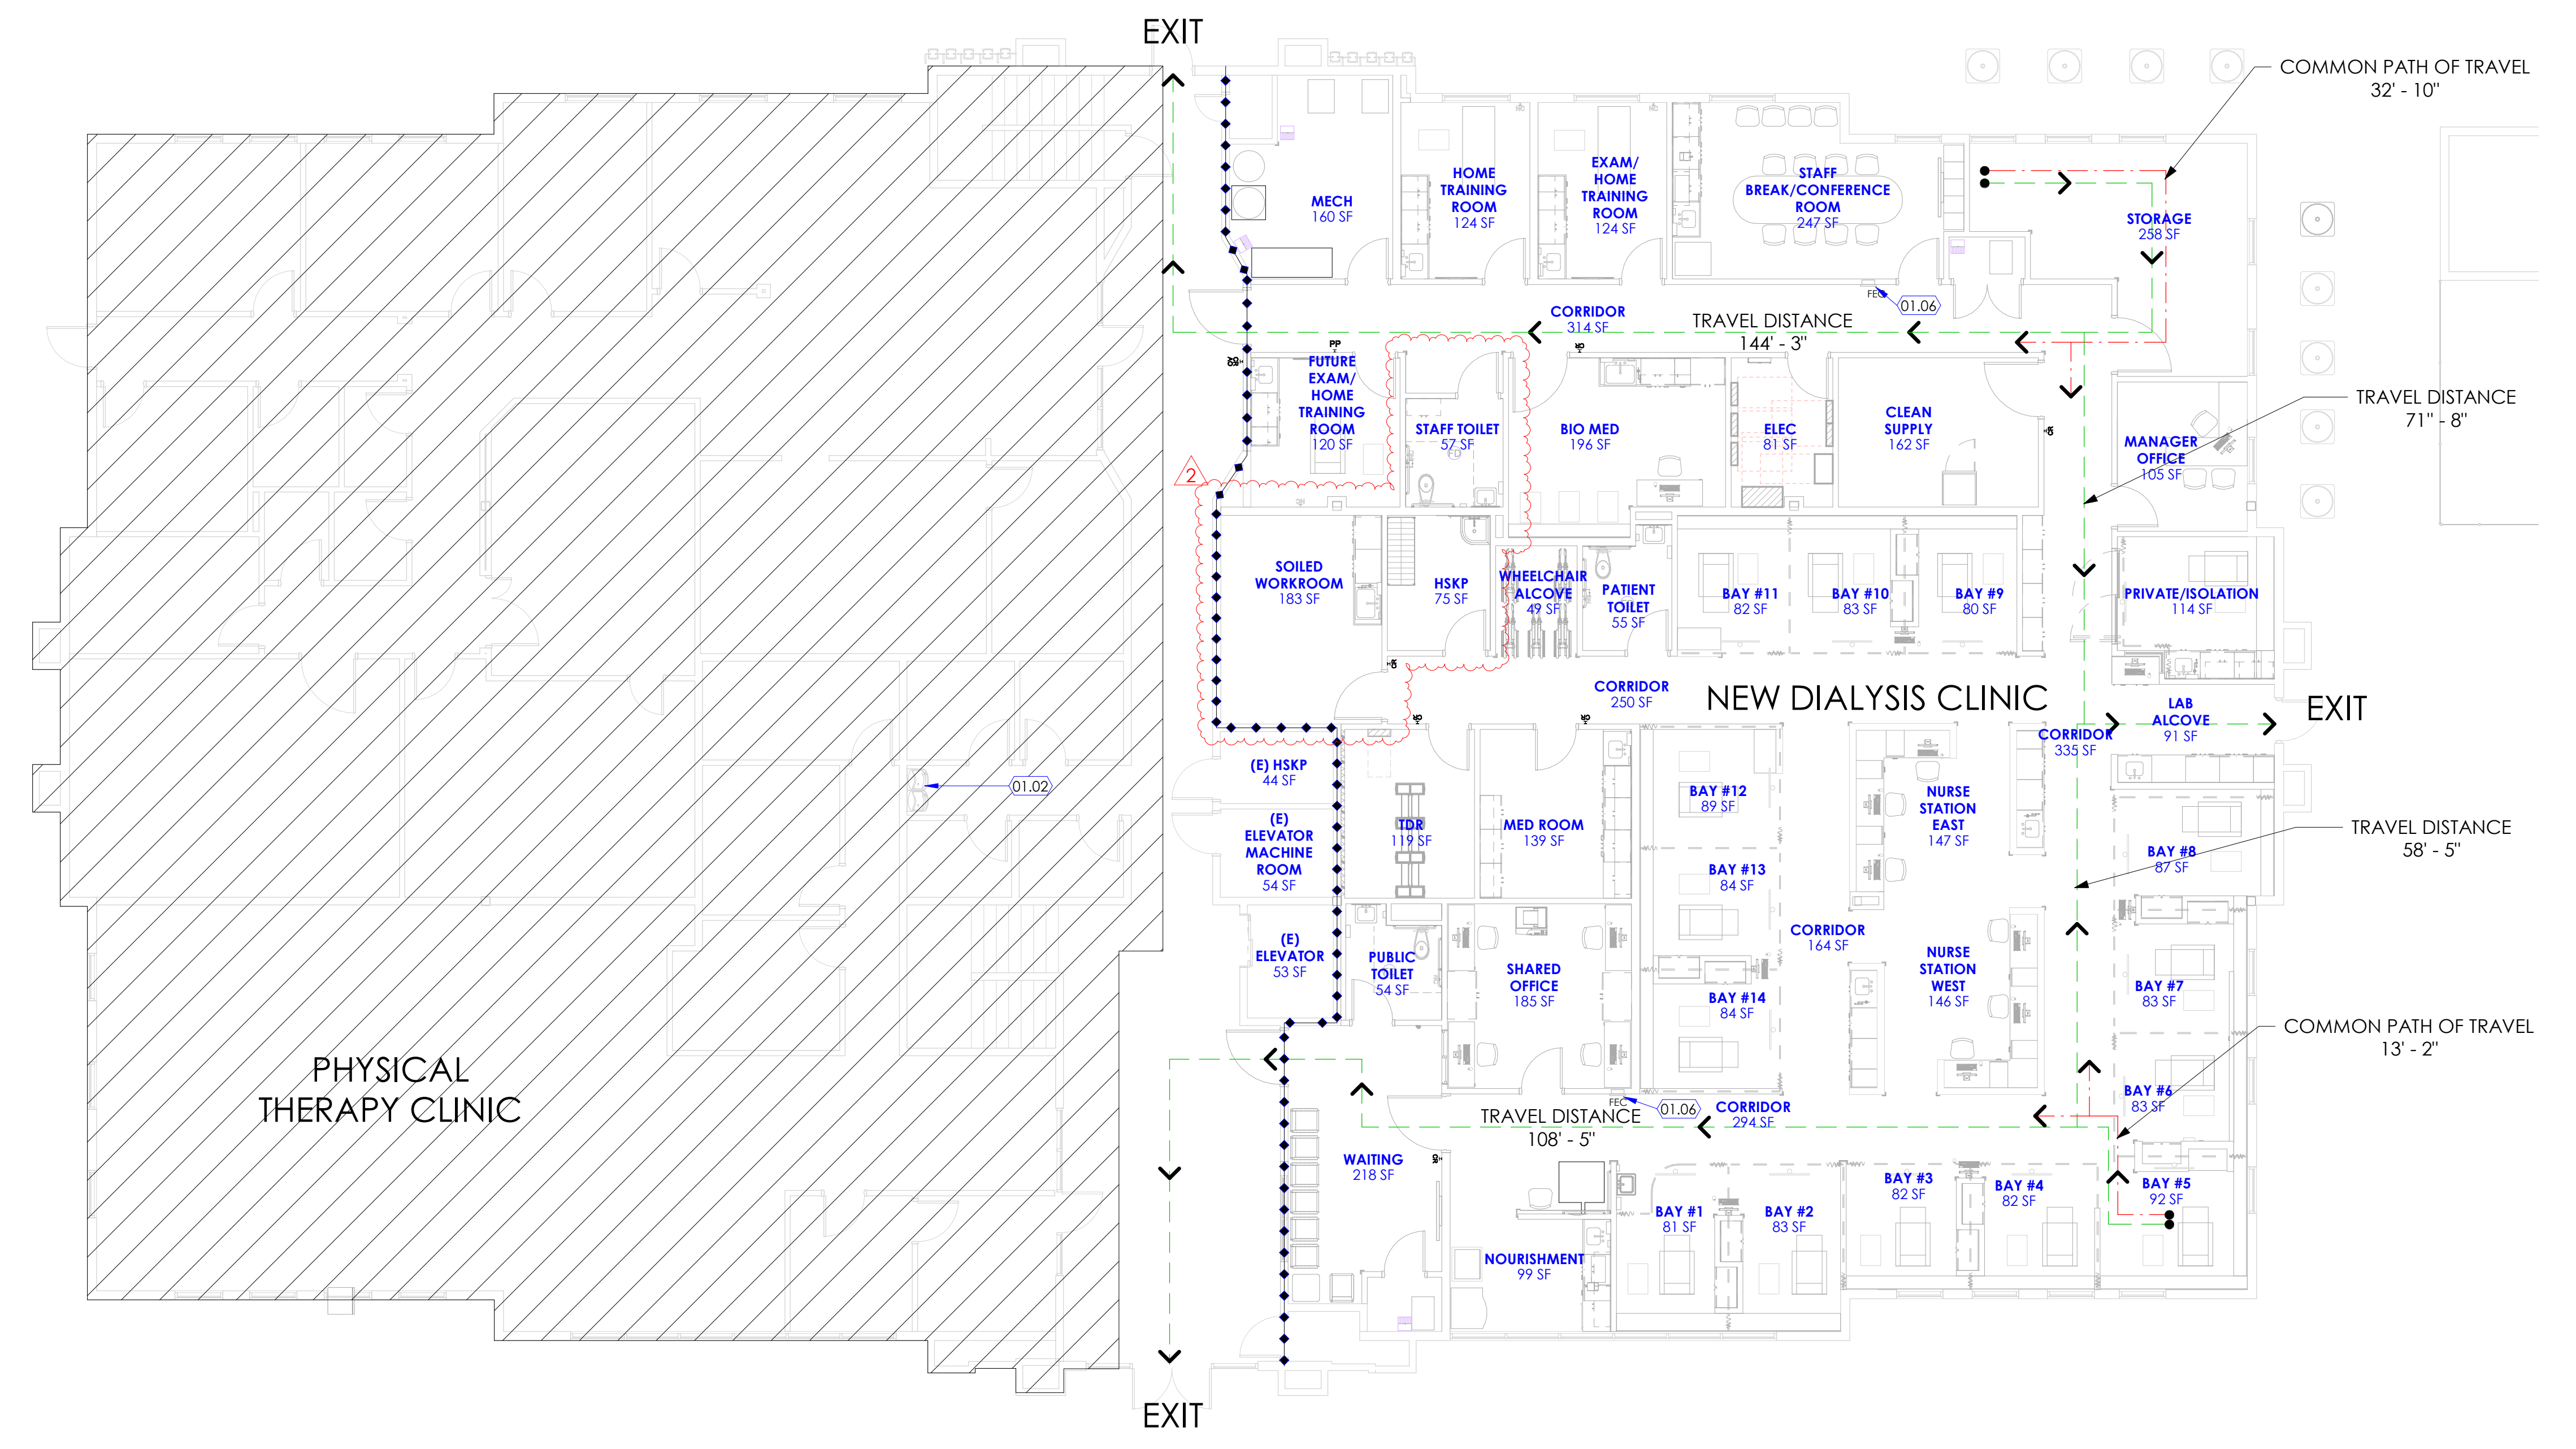 EXIT
COMMON PATH OF TRAVEL
32' - 10"
MECH
160 SF
HOME
TRAINING
ROOM
124 SF
EXAM/
HOME
TRAINING
ROOM
124 SF
STAFF
BREAK/CONFERENCE
ROOM
247 SF
STORAGE
258 SF
FEC
01.06
CORRIDOR
314 SF
TRAVEL DISTANCE
144' - 3"
PP
CR
FUTURE
EXAM/
HOME
TRAINING
ROOM
120 SF
STAFF TOILET
57 SF
FD
BIO MED
196 SF
ELEC
81 SF
CLEAN
SUPPLY
162 SF
CR
TRAVEL DISTANCE
71" - 8"
MANAGER
OFFICE
105 SF
2
SOILED
WORKROOM
183 SF
HSKP
75 SF
WHEELCHAIR
ALCOVE
49 SF
PATIENT
TOILET
55 SF
BAY #11
82 SF
BAY #10
83 SF
BAY #9
80 SF
PRIVATE/ISOLATION
114 SF
CR
CORRIDOR
250 SF
NEW DIALYSIS CLINIC
LAB
ALCOVE
91 SF
EXIT
CR
CR
CORRIDOR
335 SF
(E) HSKP
44 SF
01.02
BAY #12
89 SF
NURSE
STATION
EAST
147 SF
(E)
ELEVATOR
MACHINE
ROOM
54 SF
TDR
119 SF
MED ROOM
139 SF
TRAVEL DISTANCE
58' - 5"
BAY #8
87 SF
BAY #13
84 SF
(E)
ELEVATOR
53 SF
PUBLIC
TOILET
54 SF
SHARED
OFFICE
185 SF
CORRIDOR
164 SF
NURSE
STATION
WEST
146 SF
BAY #14
84 SF
BAY #7
83 SF
COMMON PATH OF TRAVEL
13' - 2"
PHYSICAL
THERAPY CLINIC
BAY #6
83 SF
FEC
01.06
CORRIDOR
294 SF
TRAVEL DISTANCE
108' - 5"
CR
WAITING
218 SF
BAY #3
82 SF
BAY #4
82 SF
BAY #5
92 SF
BAY #1
81 SF
BAY #2
83 SF
NOURISHMENT
99 SF
EXIT